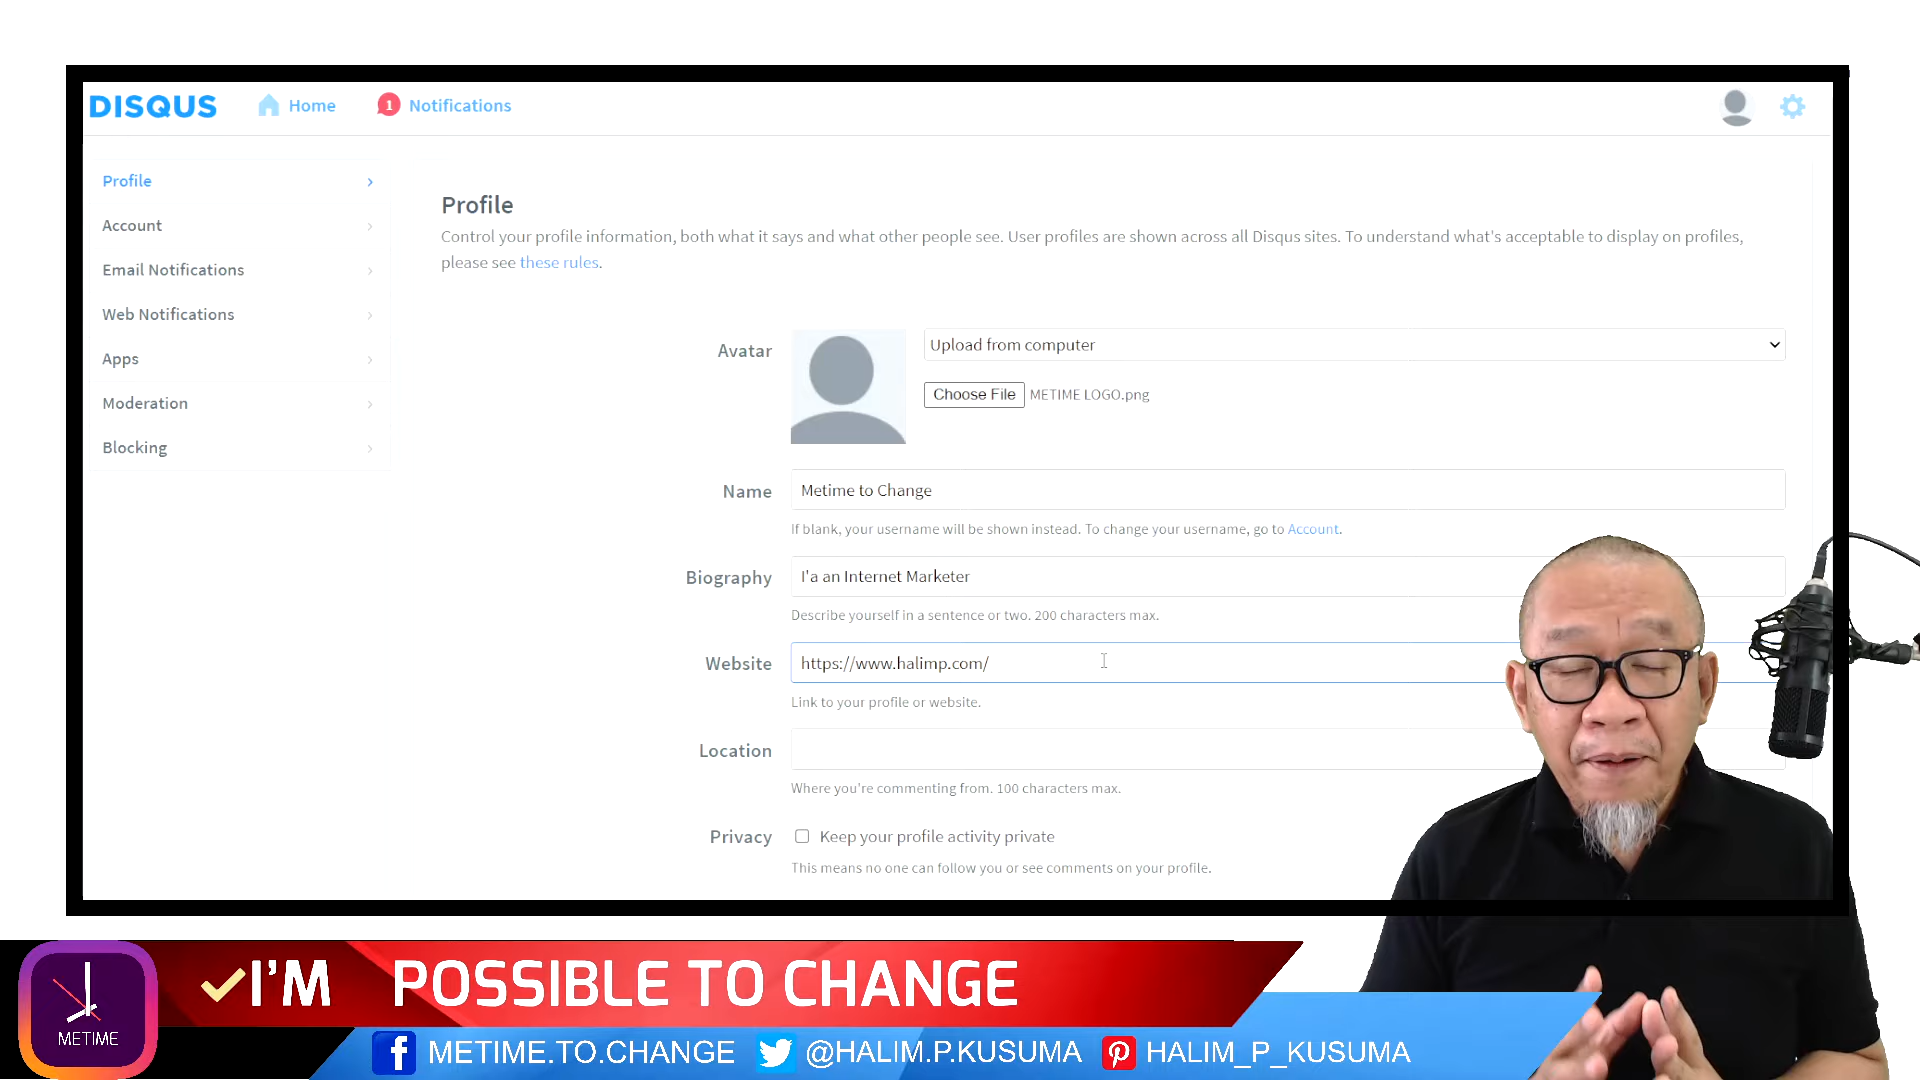 DISQUS Home 1 Notifications
Profile
Account
Email Notifications
Web Notifications
Apps
Moderation
Blocking
Profile
Control your profile information, both what it says and what other people see. User profiles are shown across all Disqus sites. To understand what's acceptable to display on profiles,
please see these rules.
Avatar
Upload from computer
Choose File METIME LOGO.png
Name Metime to Change
If blank, your username will be shown instead. To change your username, go to Account.
Biography I'a an Internet Marketer
Describe yourself in a sentence or two. 200 characters max.
Website https://www.halimp.com/
Link to your profile or website.
Location
Where you're commenting from. 100 characters max.
Privacy Keep your profile activity private
This means no one can follow you or see comments on your profile.
METIME
I'M POSSIBLE TO CHANGE
METIME.TO.CHANGE @HALIM.P.KUSUMA HALIM_P_KUSUMA